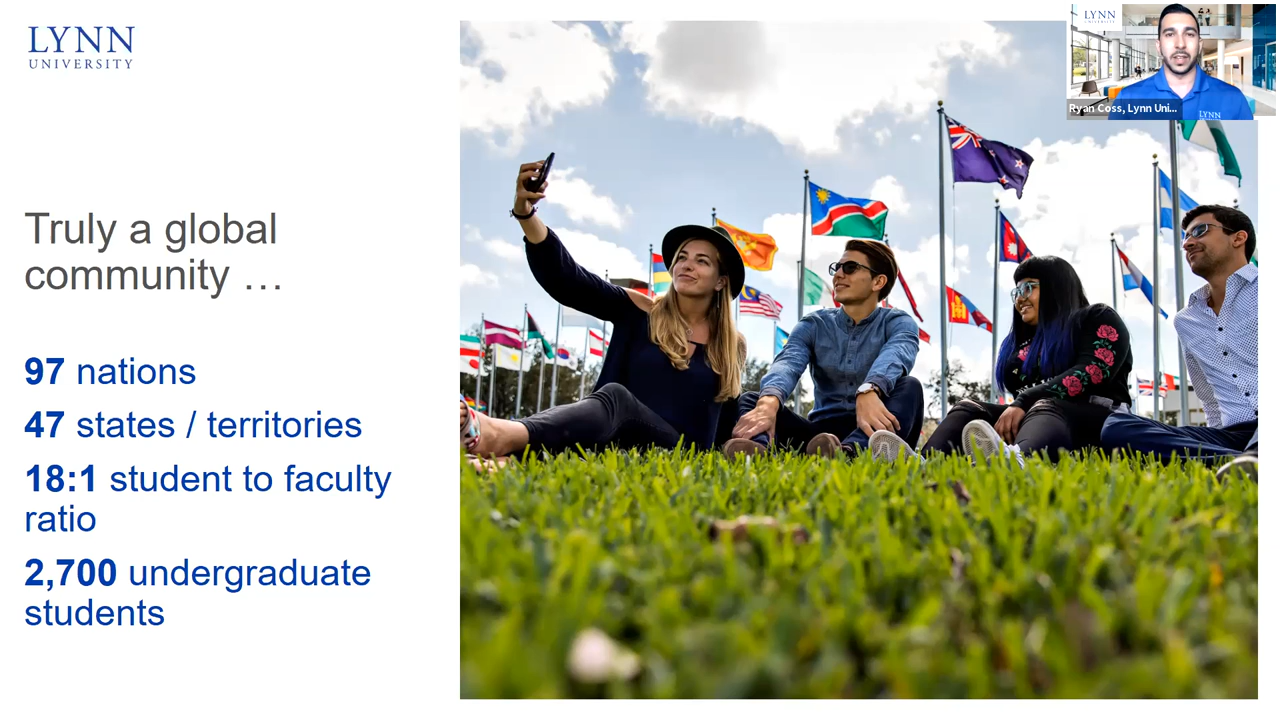 LYNN
UNIVERSITY
Truly a global
community …
97 nations
47 states / territories
18:1 student to faculty
ratio
2,700 undergraduate
students
LYNN
UNIVERSITY
Ryan Coss, Lynn Uni...
LYNN